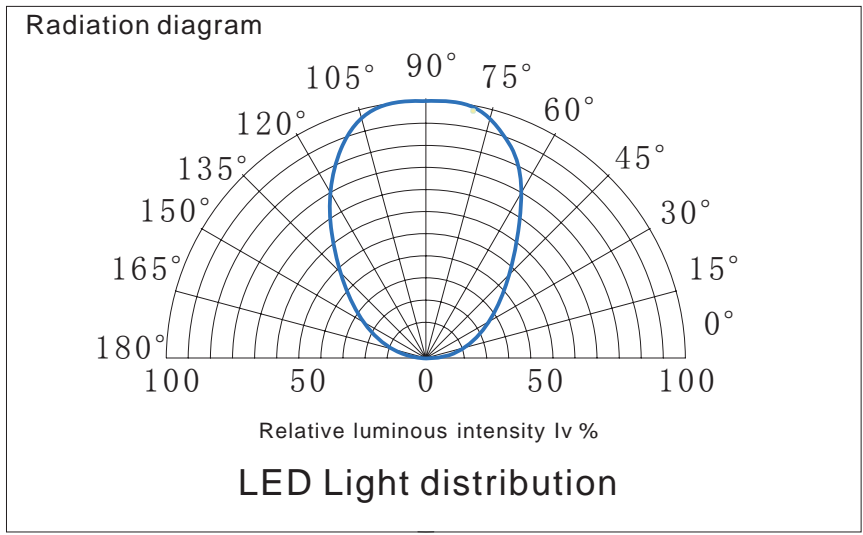 Radiation diagram
90°
105° 75°
120° 60°
135° 45°
150° 30°
165° 15°
180° 0°
100 50 0 50 100
Relative luminous intensity Iv %
LED Light distribution